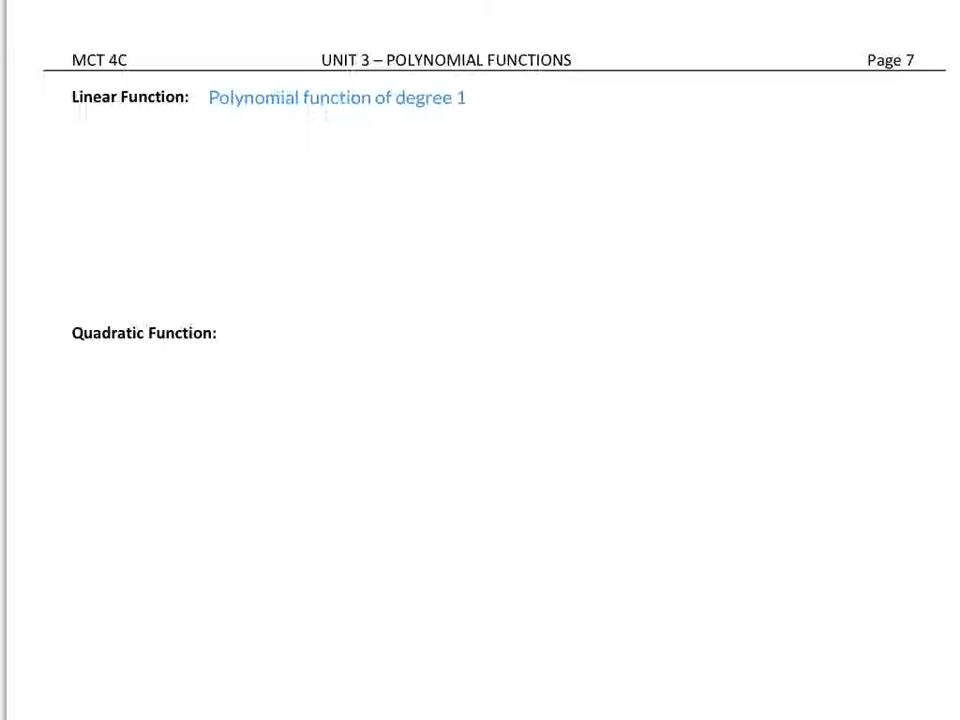 MCT 4C UNIT 3 – POLYNOMIAL FUNCTIONS Page 7
Linear Function: Polynomial function of degree 1
Quadratic Function: